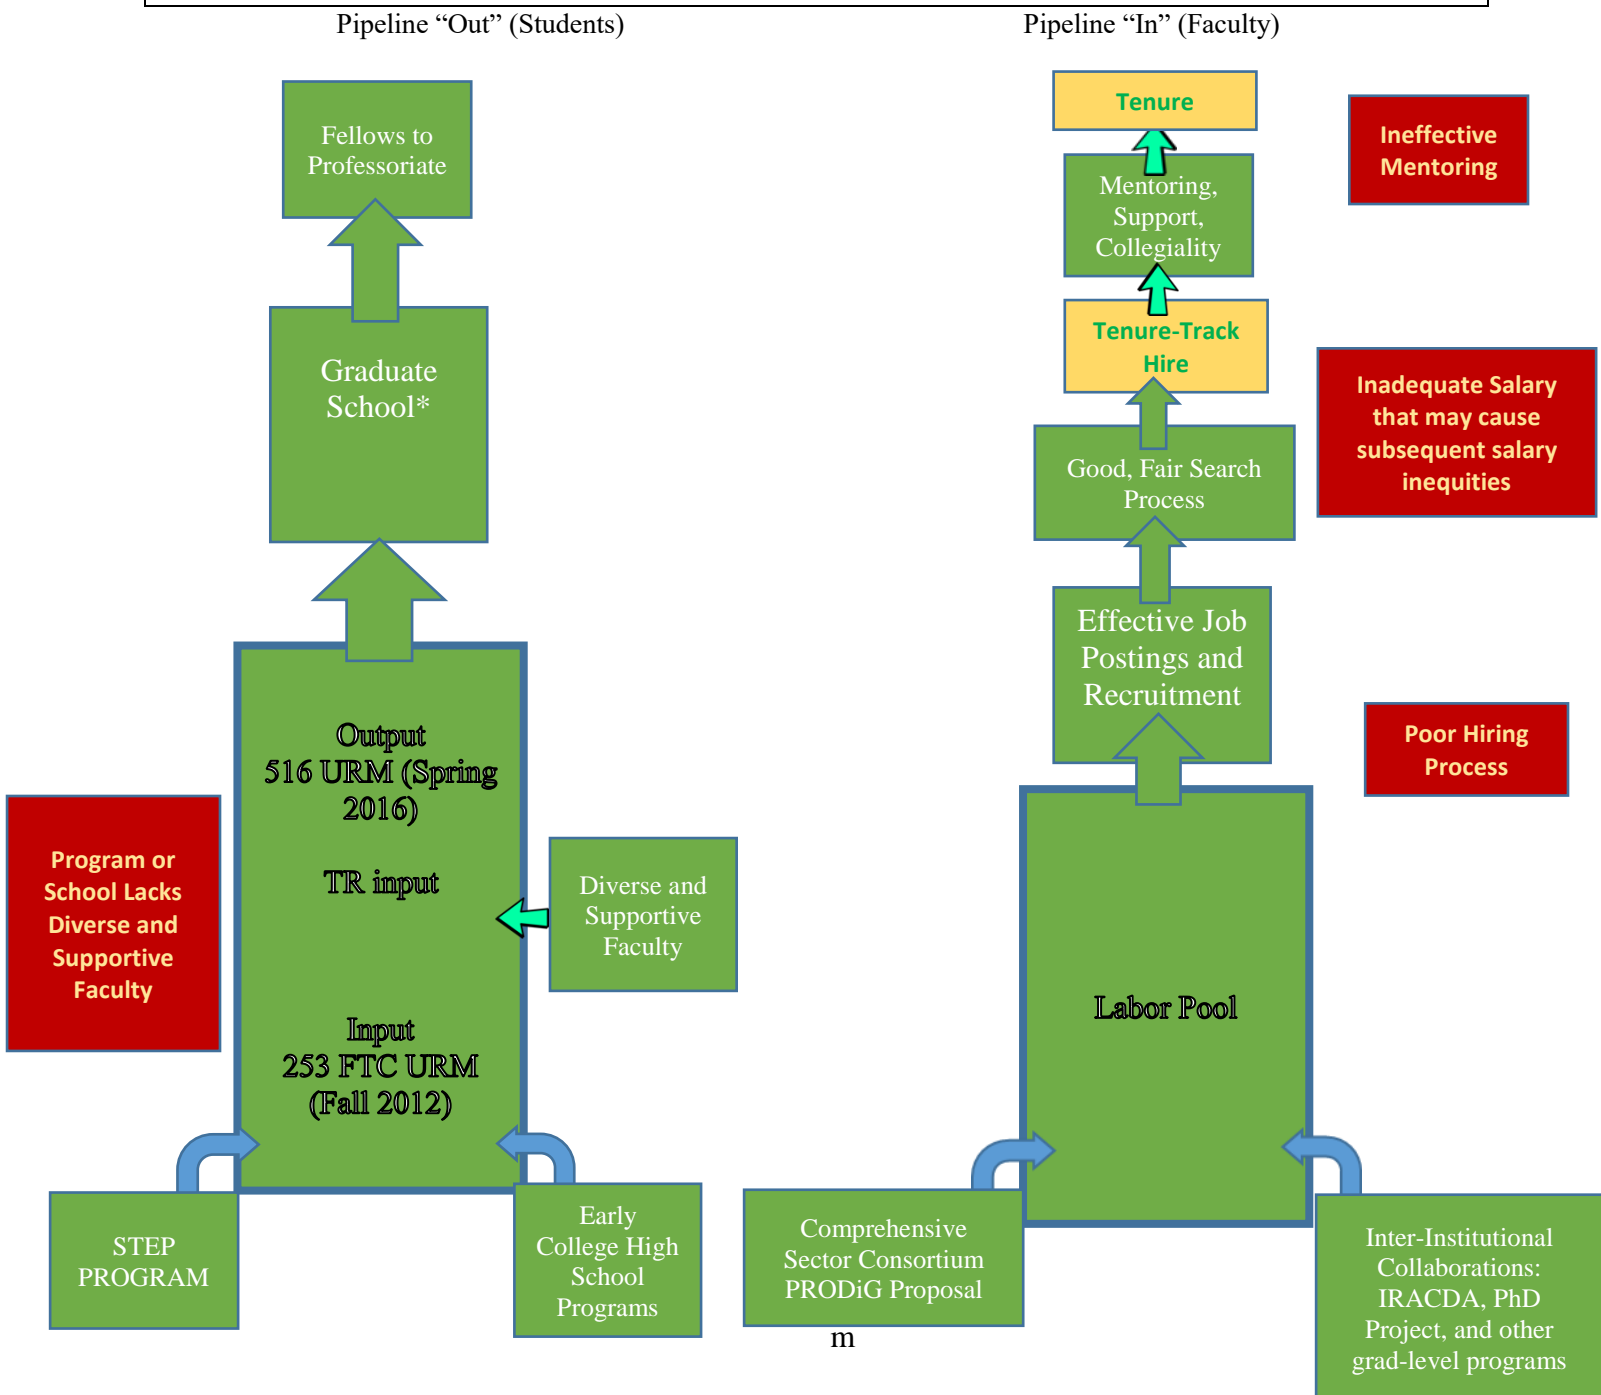 Pipeline “Out” (Students)
Pipeline “In” (Faculty)
Fellows to
Professoriate
Graduate
School*
Output
516 URM (Spring
2016)
TR input
Input
253 FTC URM
(Fall 2012)
Program or
School Lacks
Diverse and
Supportive
Faculty
Diverse and
Supportive
Faculty
STEP
PROGRAM
Early
College High
School
Programs
Tenure
Mentoring,
Support,
Collegiality
Tenure-Track
Hire
Good, Fair Search
Process
Effective Job
Postings and
Recruitment
Labor Pool
Comprehensive
Sector Consortium
PRODiG Proposal
Inter-Institutional
Collaborations:
IRACDA, PhD
Project, and other
grad-level programs
Ineffective
Mentoring
Inadequate Salary
that may cause
subsequent salary
inequities
Poor Hiring
Process
m